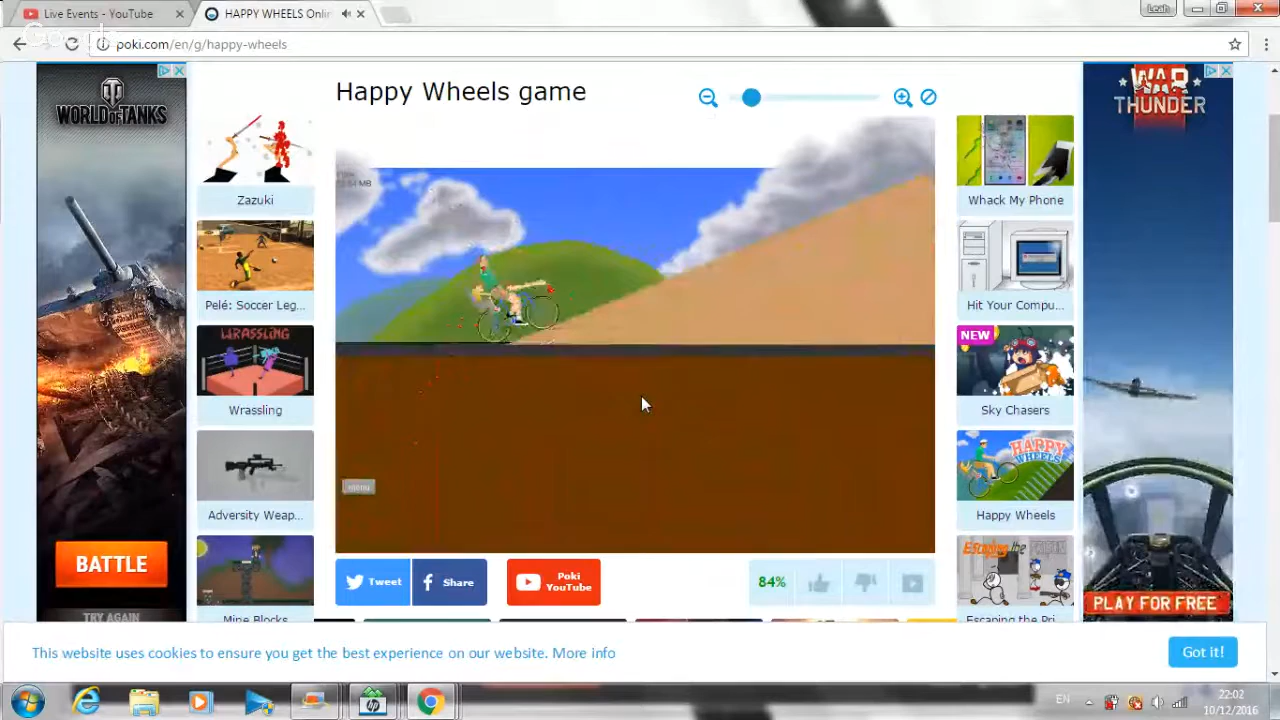 Live Events - YouTube
HAPPY WHEELS Onli
Leah
poki.com/en/g/happy-wheels
WORLD OF TANKS
BATTLE
TRY AGAIN
Zazuki
Pelé: Soccer Leg...
WRASSLING
Wrassling
Adversity Weap...
Mine Blocks
Happy Wheels game
menu
Tweet
Share
Poki
YouTube
84%
Whack My Phone
Hit Your Compu...
NEW
Sky Chasers
HAPPY
WHEELS
Happy Wheels
Escaping the PRISON
Escaping the Pri...
WAR
THUNDER
PLAY FOR FREE
This website uses cookies to ensure you get the best experience on our website. More info
Got it!
EN
22:02
10/12/2016